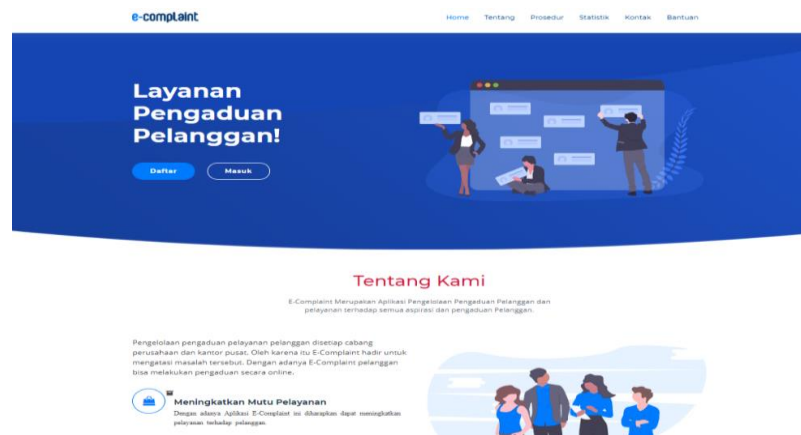 e-complaint
Home Tentang Prosedur Statistik Kontak Bantuan
Layanan
Pengaduan
Pelanggan!
Daftar Masuk
Tentang Kami
E-Complaint Merupakan Aplikasi Pengelolaan Pengaduan Pelanggan dan
pelayanan terhadap semua aspirasi dan pengaduan Pelanggan.
Pengelolaan pengaduan pelayanan pelanggan disetiap cabang
perusahaan dan kantor pusat. Oleh karena itu E-Complaint hadir untuk
mengatasi masalah tersebut. Dengan adanya E-Complaint pelanggan
bisa melakukan pengaduan secara online.
Meningkatkan Mutu Pelayanan
Dengan adanya Aplikasi E-Complaint ini diharapkan dapat meningkatkan
pelayanan terhadap pelanggan.